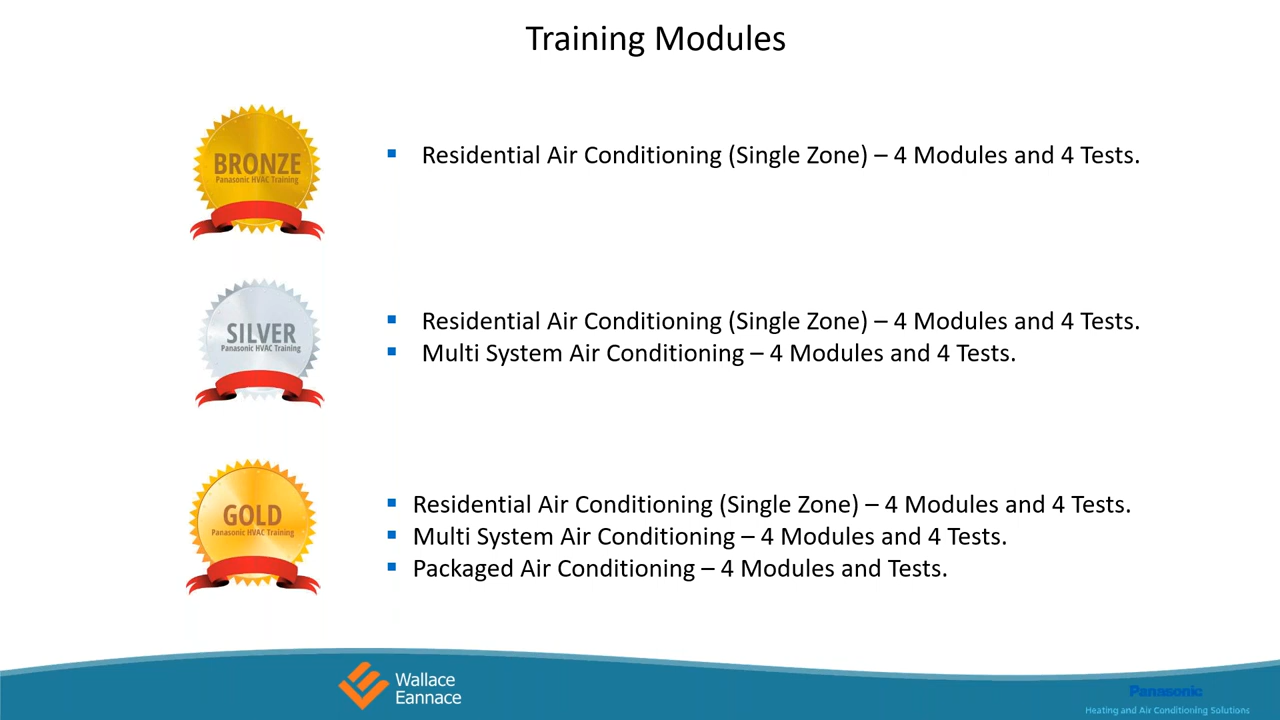 Training Modules
BRONZE
Panasonic HVAC Training
▪ Residential Air Conditioning (Single Zone) – 4 Modules and 4 Tests.
SILVER
Panasonic HVAC Training
▪ Residential Air Conditioning (Single Zone) – 4 Modules and 4 Tests.
▪ Multi System Air Conditioning – 4 Modules and 4 Tests.
GOLD
Panasonic HVAC Training
▪ Residential Air Conditioning (Single Zone) – 4 Modules and 4 Tests.
▪ Multi System Air Conditioning – 4 Modules and 4 Tests.
▪ Packaged Air Conditioning – 4 Modules and Tests.
Wallace
Eannace
Panasonic
Heating and Air Conditioning Solutions